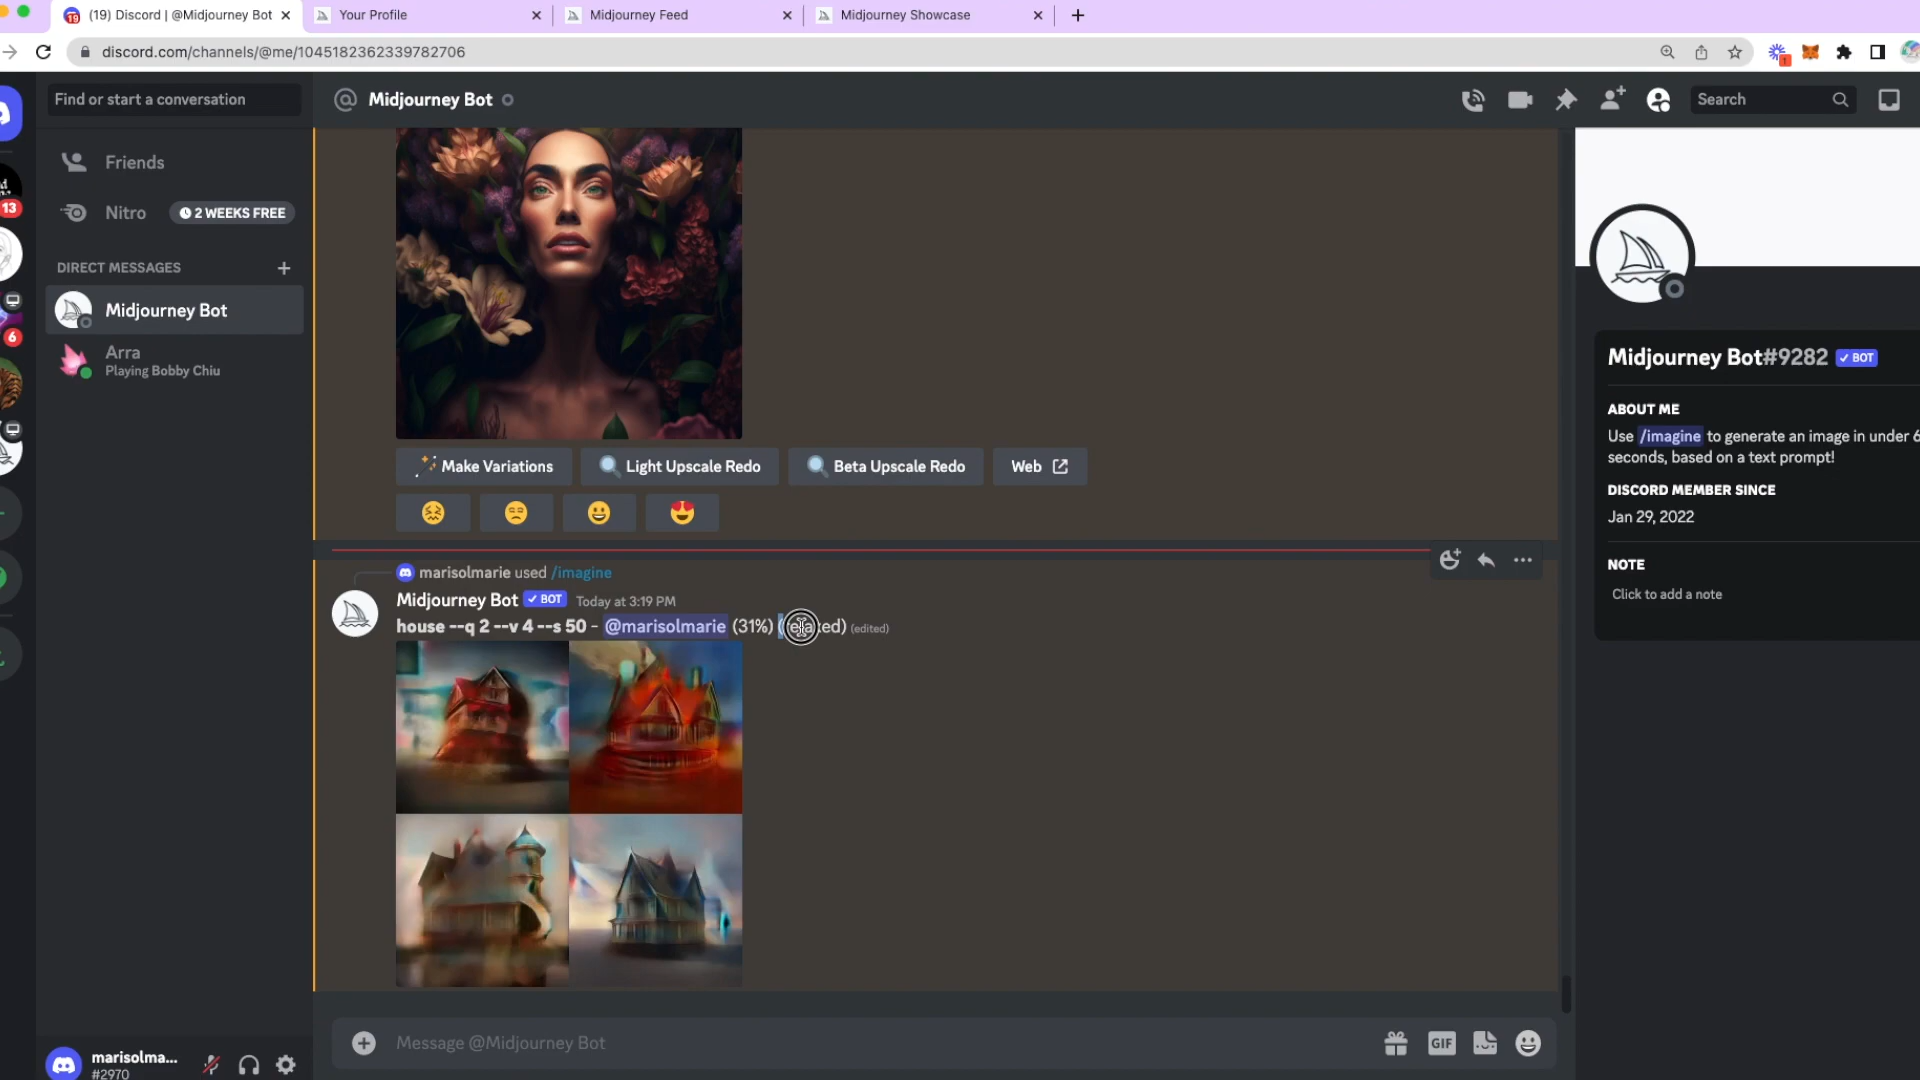 (19) Discord | @Midjourney Bot
Your Profile
Midjourney Feed
Midjourney Showcase
discord.com/channels/@me/1045182362339782706
1
Find or start a conversation
Midjourney Bot
Search
Friends
Nitro
2 WEEKS FREE
DIRECT MESSAGES
Midjourney Bot
Arra
Playing Bobby Chiu
13
6
Make Variations
Light Upscale Redo
Beta Upscale Redo
Web
marisolmarie used /imagine
Midjourney Bot BOT Today at 3:19 PM
house --q 2 --v 4 --s 50 - @marisolmarie (31%) (edited)
Message @Midjourney Bot
GIF
marisolma...
#2970
Midjourney Bot#9282 BOT
ABOUT ME
Use /imagine to generate an image in under 6
seconds, based on a text prompt!
DISCORD MEMBER SINCE
Jan 29, 2022
NOTE
Click to add a note